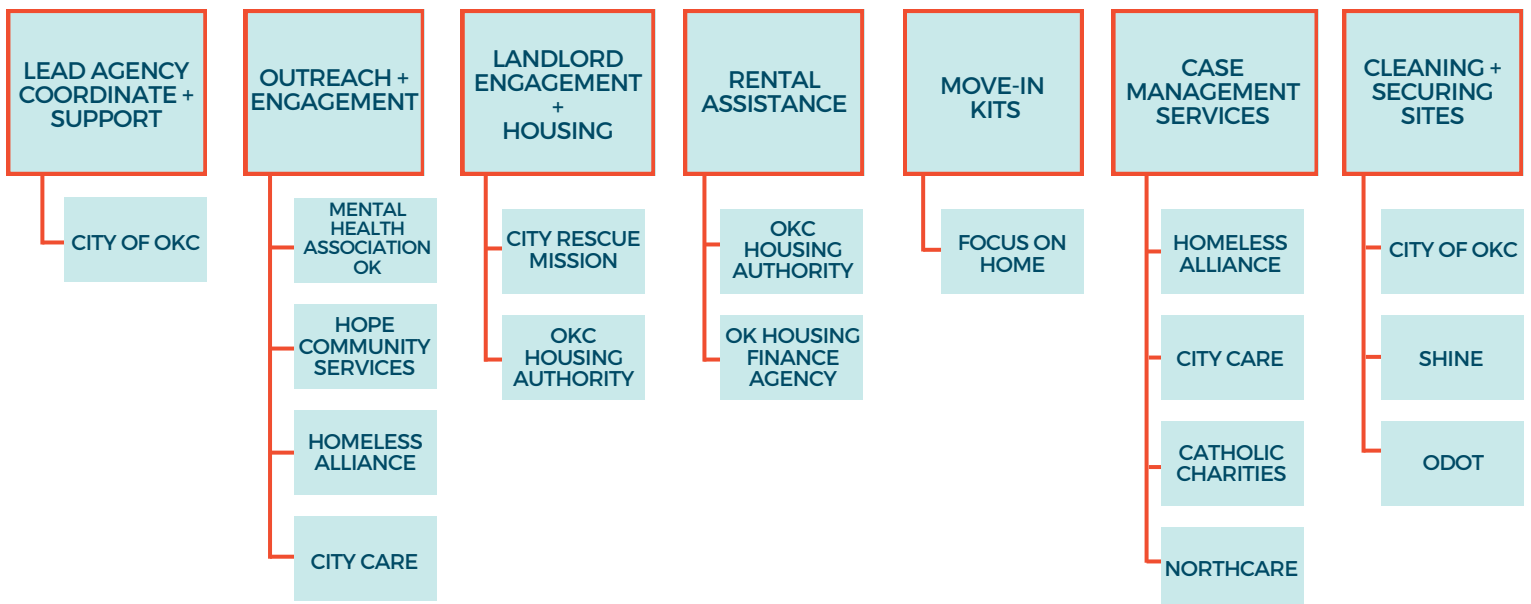 LEAD AGENCY
COORDINATE +
SUPPORT
CITY OF OKC
OUTREACH +
ENGAGEMENT
MENTAL
HEALTH
ASSOCIATION
OK
HOPE
COMMUNITY
SERVICES
HOMELESS
ALLIANCE
CITY CARE
LANDLORD
ENGAGEMENT
+
HOUSING
CITY RESCUE
MISSION
OKC
HOUSING
AUTHORITY
RENTAL
ASSISTANCE
OKC
HOUSING
AUTHORITY
OK HOUSING
FINANCE
AGENCY
MOVE-IN
KITS
FOCUS ON
HOME
CASE
MANAGEMENT
SERVICES
HOMELESS
ALLIANCE
CITY CARE
CATHOLIC
CHARITIES
NORTHCARE
CLEANING +
SECURING
SITES
CITY OF OKC
SHINE
ODOT